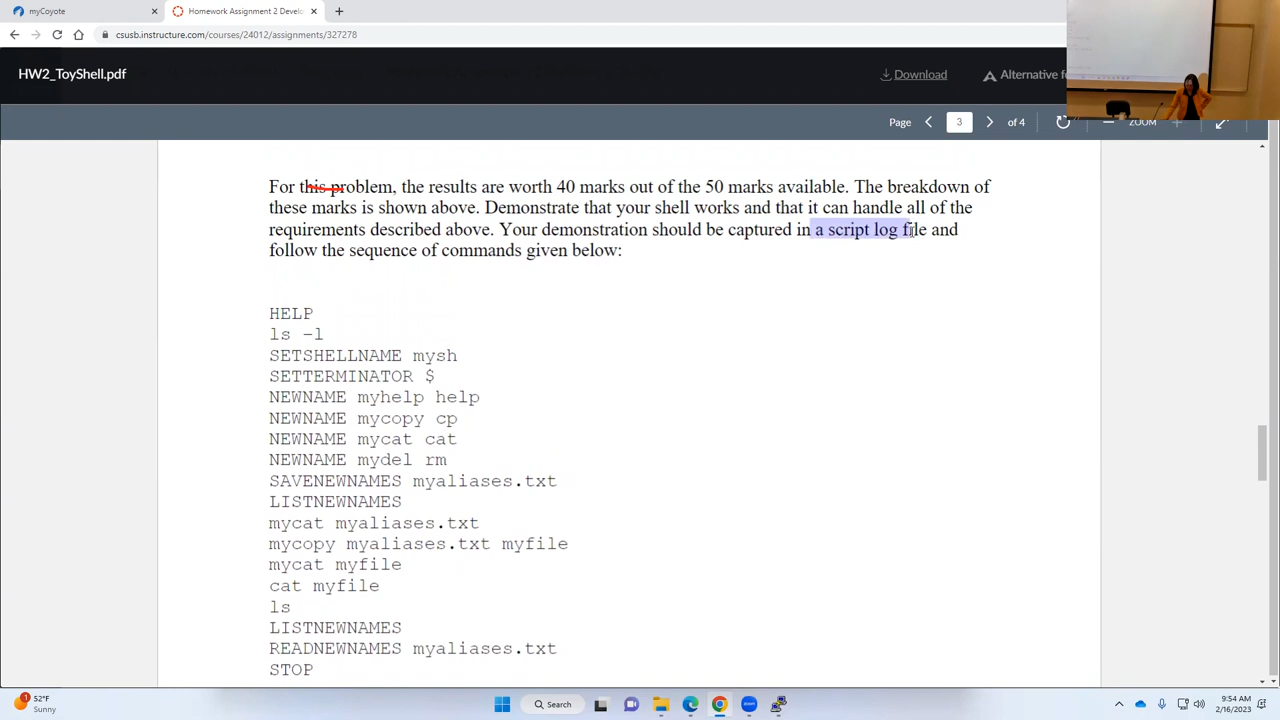 myCoyote
Homework Assignment 2 Develo
csusb.instructure.com/courses/24012/assignments/327278
HW2_ToyShell.pdf
Download
Alternative fo
Page 3 of 4
ZOOM
For this problem, the results are worth 40 marks out of the 50 marks available. The breakdown of
these marks is shown above. Demonstrate that your shell works and that it can handle all of the
requirements described above. Your demonstration should be captured in a script log file and
follow the sequence of commands given below:
HELP
ls -l
SETSHELLNAME mysh
SETTERMINATOR $
NEWNAME myhelp help
NEWNAME mycopy cp
NEWNAME mycat cat
NEWNAME mydel rm
SAVENEWNAMES myaliases.txt
LISTNEWNAMES
mycat myaliases.txt
mycopy myaliases.txt myfile
mycat myfile
cat myfile
ls
LISTNEWNAMES
READNEWNAMES myaliases.txt
STOP
1
52°F
Sunny
Search
zoom
9:54 AM
2/16/2023